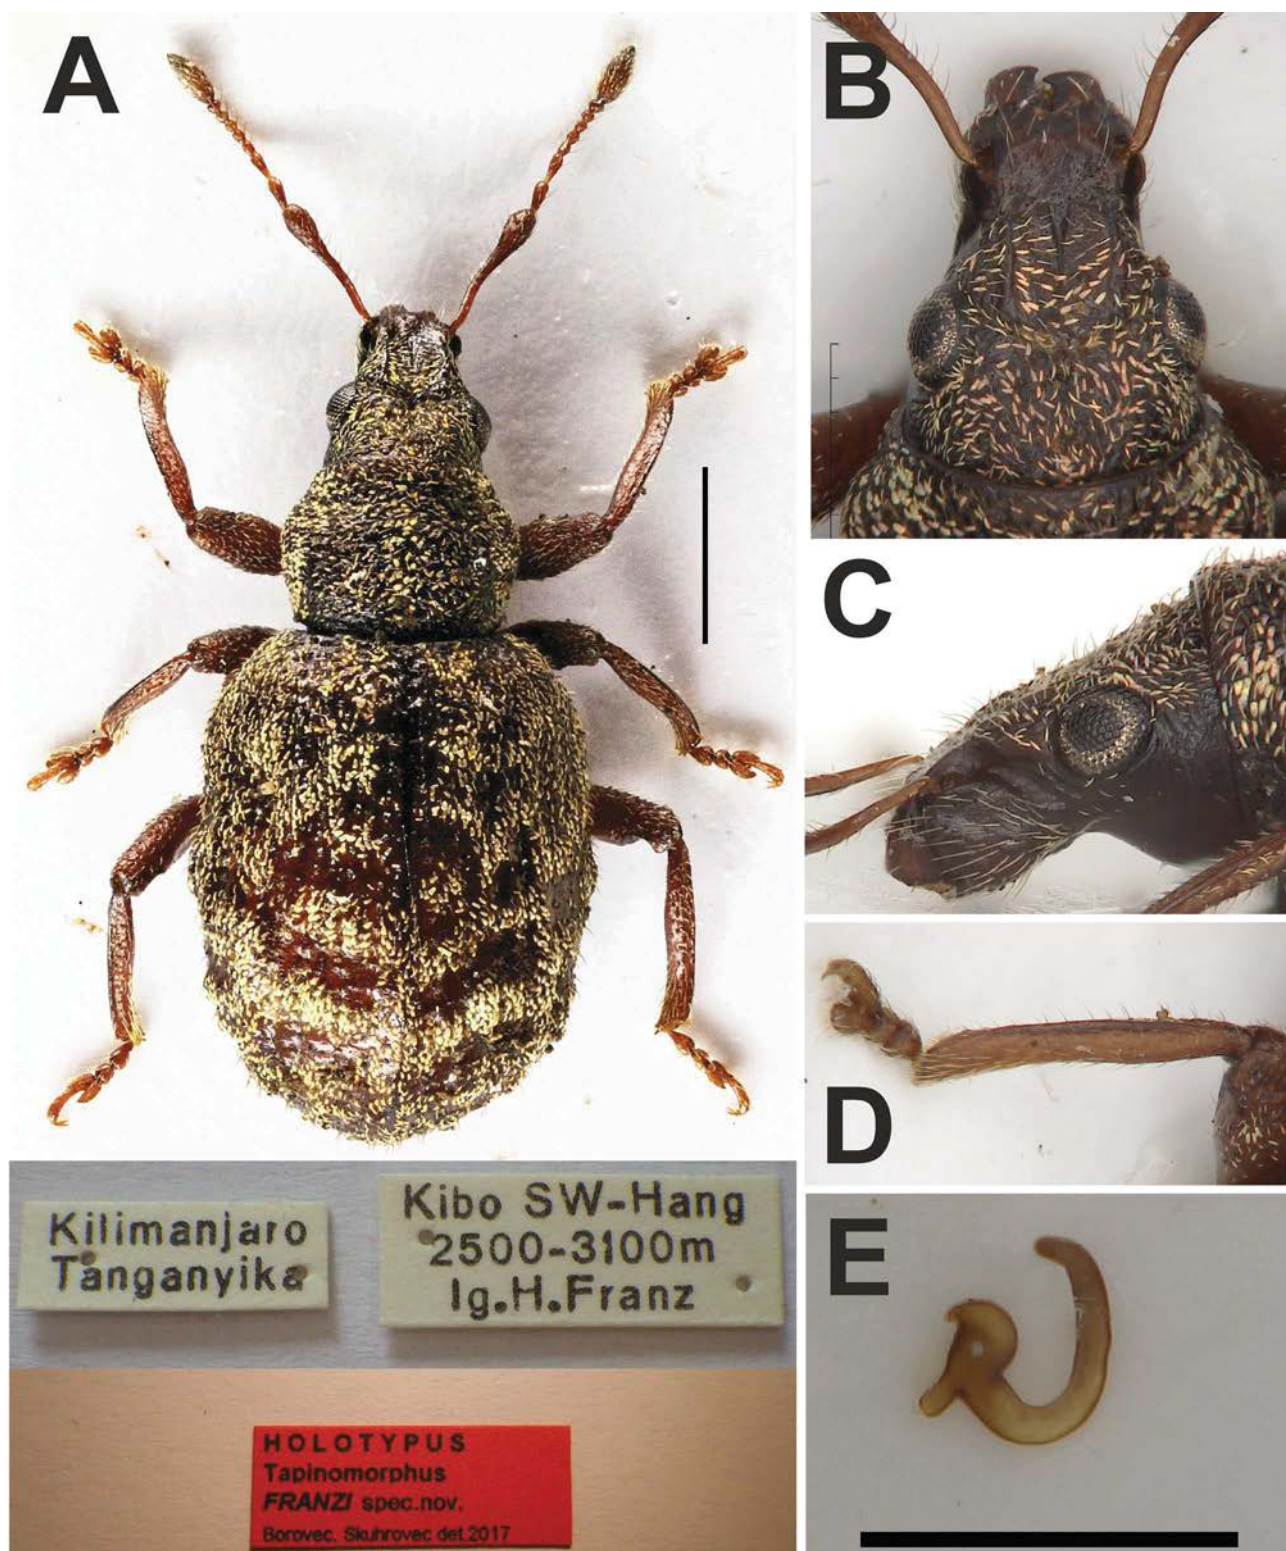 A
B
C
D
E
Kilimanjaro
Tanganyika
Kibo SW-Hang
2500-3100m
lg.H.Franz
HOLOTYPUS
Tapinomorphus
FRANZI spec.nov.
Borovec, Skuhrovec det.2017